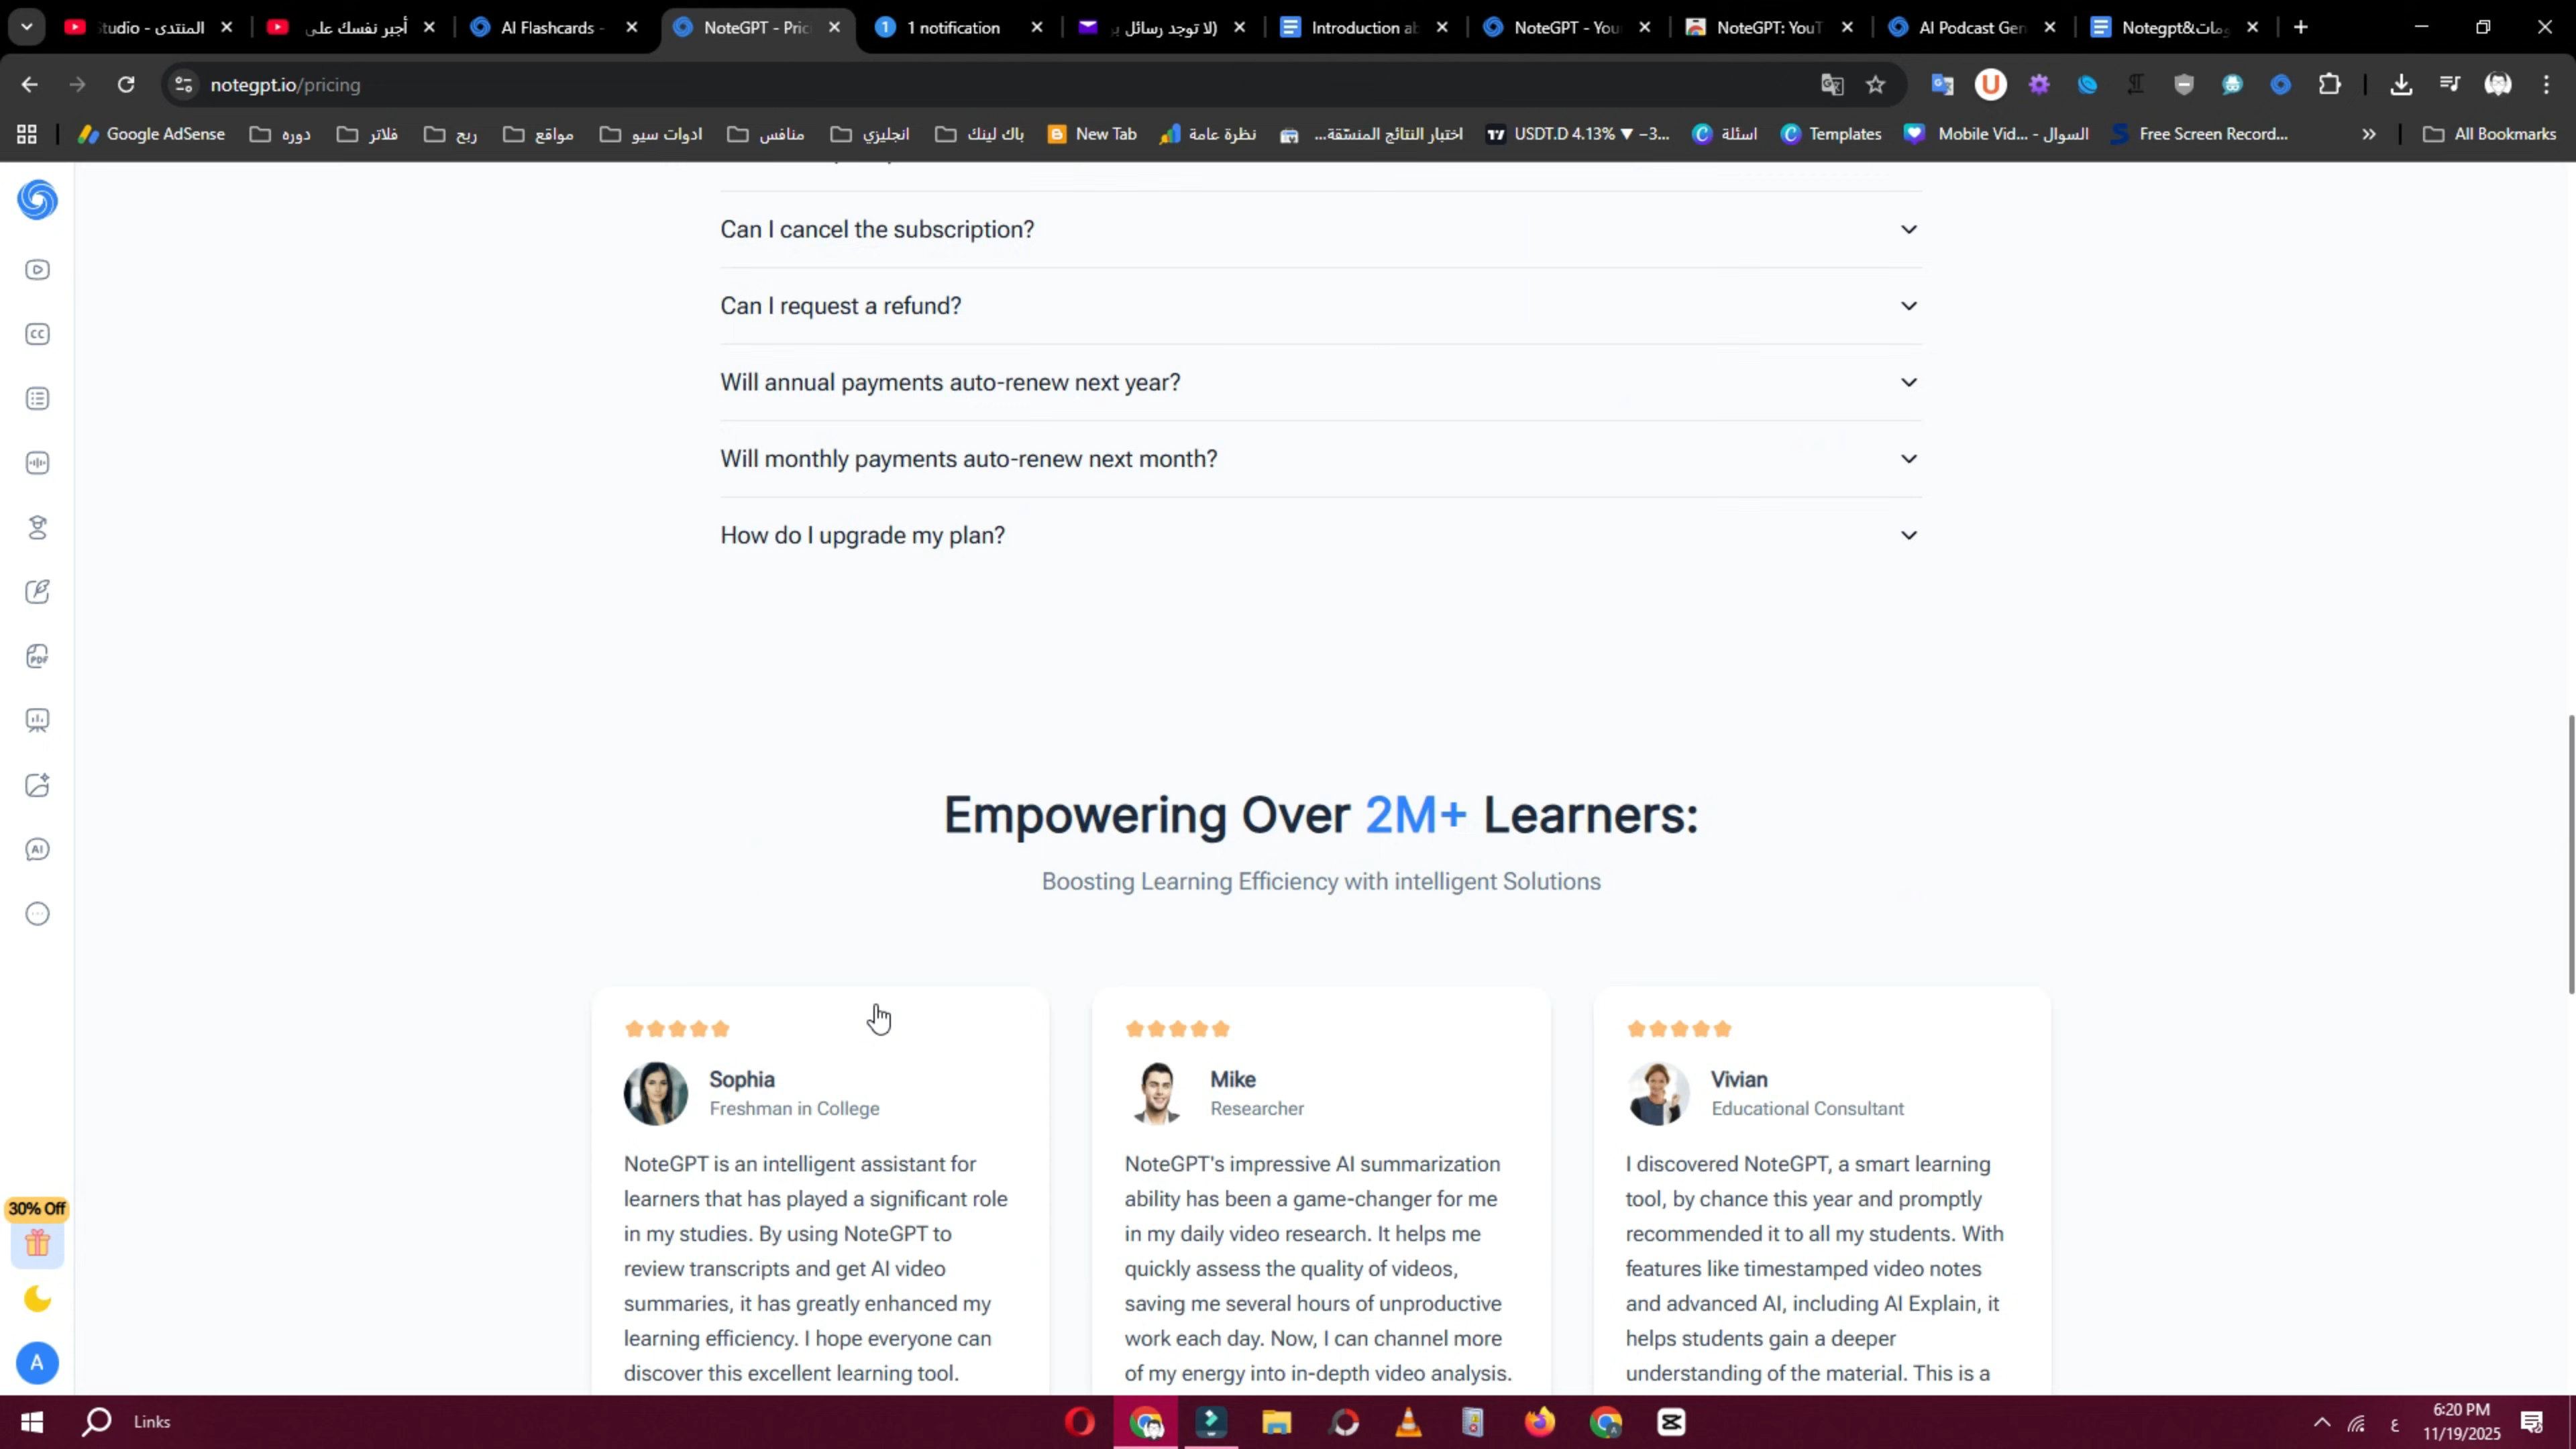 tudio - المنتدى
أجبر نفسك على
AI Flashcards -
NoteGPT - Pric
1 notification
(لا توجد رسائل بر
Introduction ab
NoteGPT - You
NoteGPT: YouT
AI Podcast Gen
Notegpt&ومات
notegpt.io/pricing
Google AdSense
دوره
فلاتر
ربح
مواقع
ادوات سيو
منافس
انجليزي
باك لينك
New Tab
نظرة عامة
اختبار النتائج المنسّقة...
USDT.D 4.13% ▼ −3...
اسئلة
Templates
Mobile Vid... - السوال
Free Screen Record...
All Bookmarks
Can I cancel the subscription?
Can I request a refund?
Will annual payments auto-renew next year?
Will monthly payments auto-renew next month?
How do I upgrade my plan?
Empowering Over 2M+ Learners:
Boosting Learning Efficiency with intelligent Solutions
Sophia
Freshman in College
NoteGPT is an intelligent assistant for
learners that has played a significant role
in my studies. By using NoteGPT to
review transcripts and get AI video
summaries, it has greatly enhanced my
learning efficiency. I hope everyone can
discover this excellent learning tool.
Mike
Researcher
NoteGPT's impressive AI summarization
ability has been a game-changer for me
in my daily video research. It helps me
quickly assess the quality of videos,
saving me several hours of unproductive
work each day. Now, I can channel more
of my energy into in-depth video analysis.
Vivian
Educational Consultant
I discovered NoteGPT, a smart learning
tool, by chance this year and promptly
recommended it to all my students. With
features like timestamped video notes
and advanced AI, including AI Explain, it
helps students gain a deeper
understanding of the material. This is a
CC
PDF
AI
30% Off
A
Links
ع
6:20 PM
11/19/2025